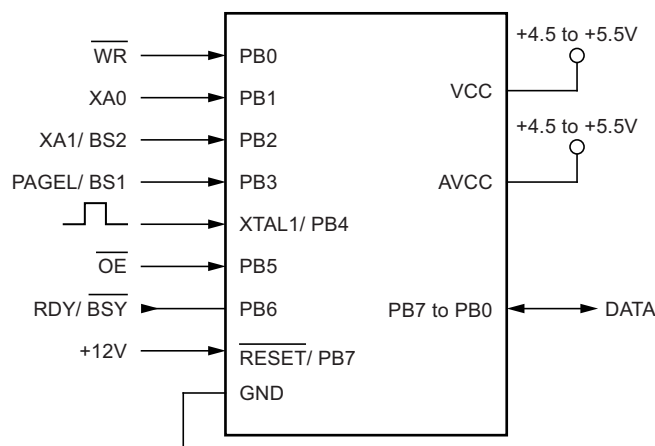 +4.5 to +5.5V
WR PB0
VCC
XA0 PB1
+4.5 to +5.5V
XA1/ BS2 PB2
PAGEL/ BS1 PB3
AVCC
XTAL1/ PB4
OE PB5
RDY/ BSY PB6
PB7 to PB0 DATA
+12V RESET/ PB7
GND